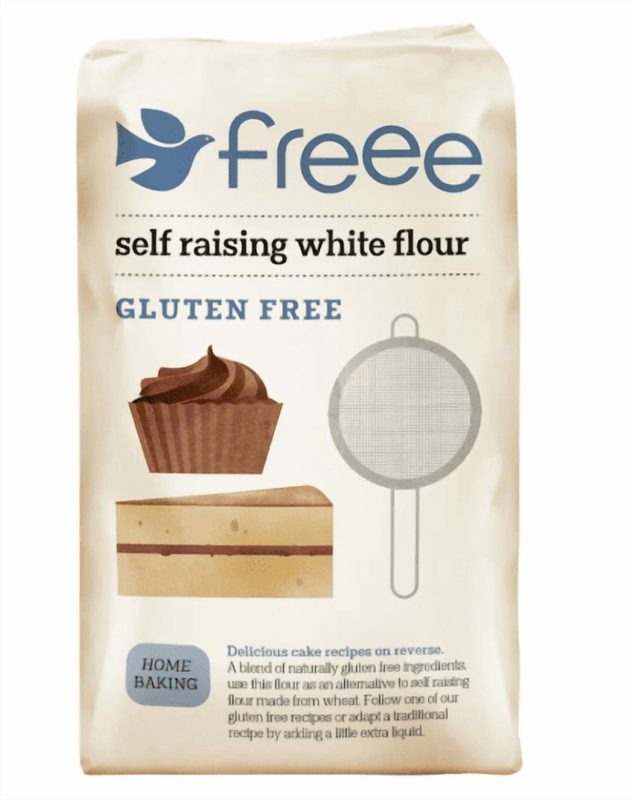 freee
self raising white flour
GLUTEN FREE
HOME
BAKING
Delicious cake recipes on reverse.
A blend of naturally gluten free ingredients,
use this flour as an alternative to self raising
flour made from wheat. Follow one of our
gluten free recipes or adapt a traditional
recipe by adding a little extra liquid.